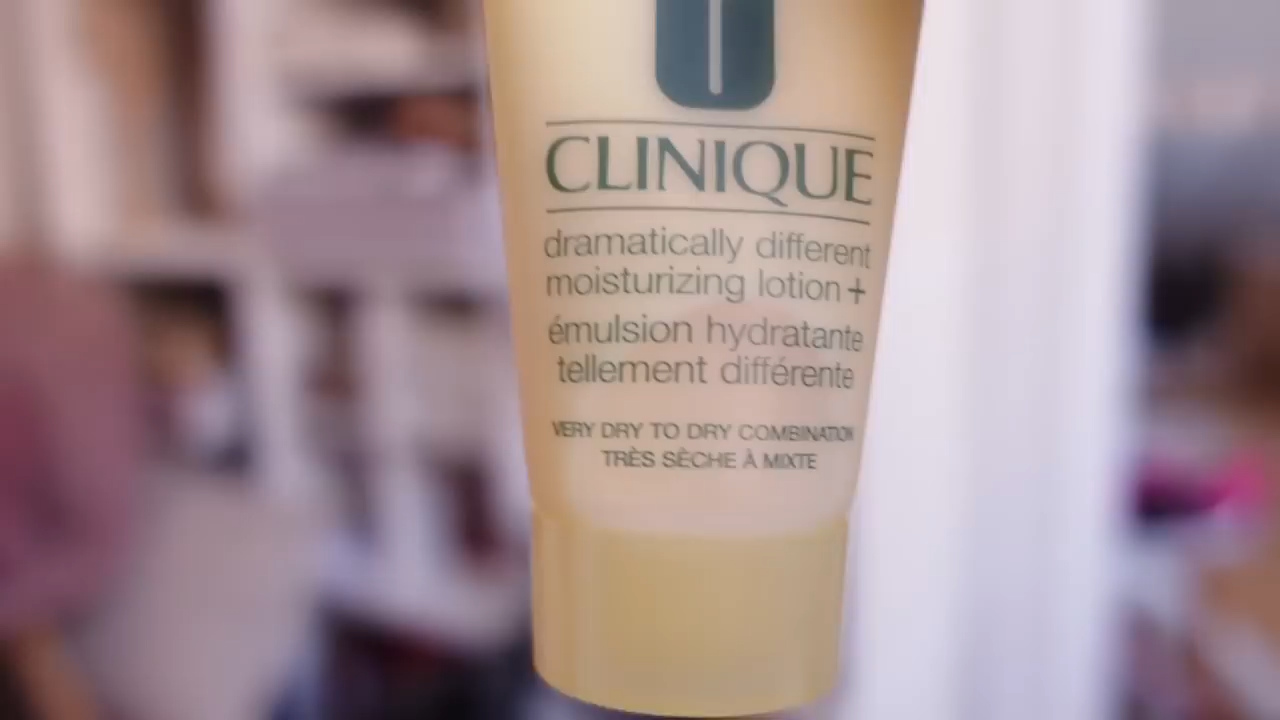 CLINIQUE
dramatically different
moisturizing lotion+
émulsion hydratante
tellement différente
VERY DRY TO DRY COMBINATION
TRÈS SÈCHE À MIXTE